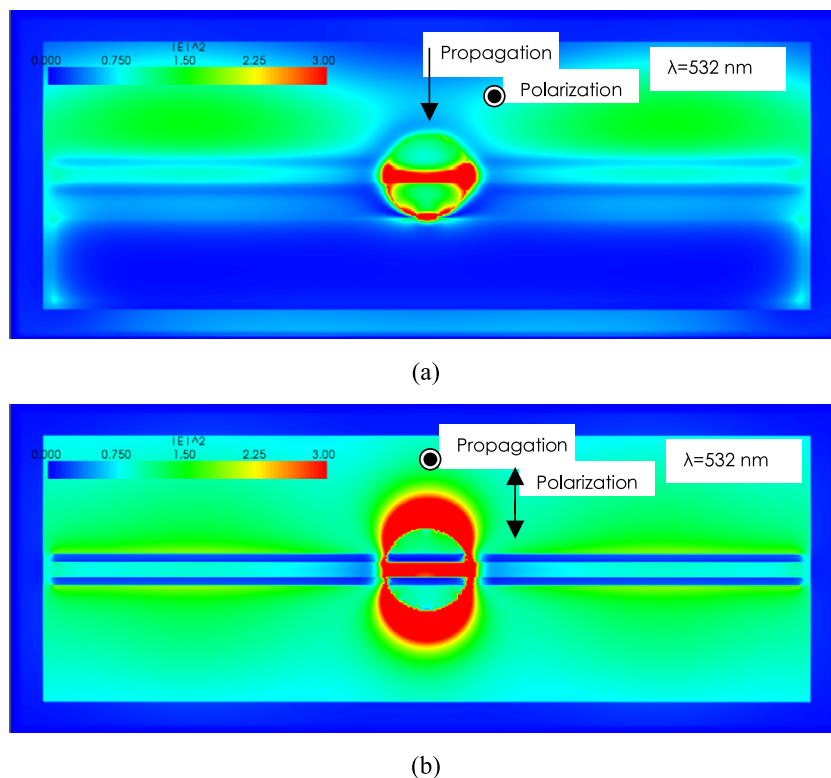 |E|^2
0.000 0.750 1.50 2.25 3.00
Propagation
Polarization
λ=532 nm
(a)
|E|^2
0.000 0.750 1.50 2.25 3.00
Propagation
Polarization
λ=532 nm
(b)